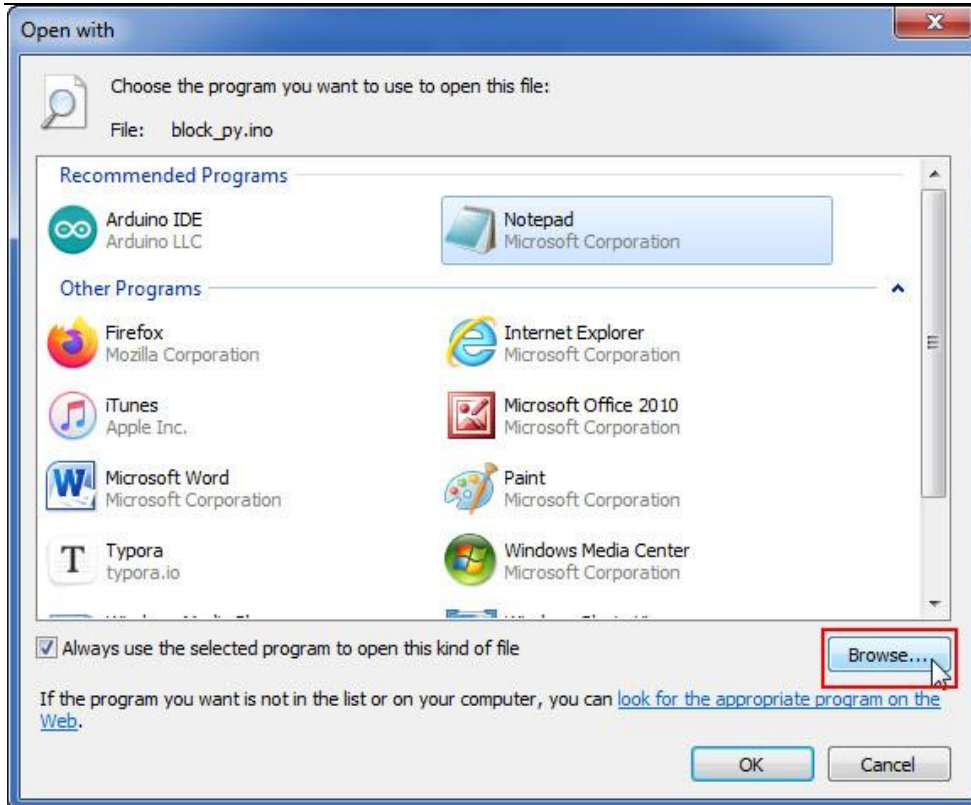 Open with
Choose the program you want to use to open this file:
File: block_py.ino
Recommended Programs
Arduino IDE
Arduino LLC
Notepad
Microsoft Corporation
Other Programs
Firefox
Mozilla Corporation
Internet Explorer
Microsoft Corporation
iTunes
Apple Inc.
Microsoft Office 2010
Microsoft Corporation
Microsoft Word
Microsoft Corporation
Paint
Microsoft Corporation
T
Typora
typora.io
Windows Media Center
Microsoft Corporation
Always use the selected program to open this kind of file
Browse...
If the program you want is not in the list or on your computer, you can look for the appropriate program on the
Web.
OK
Cancel